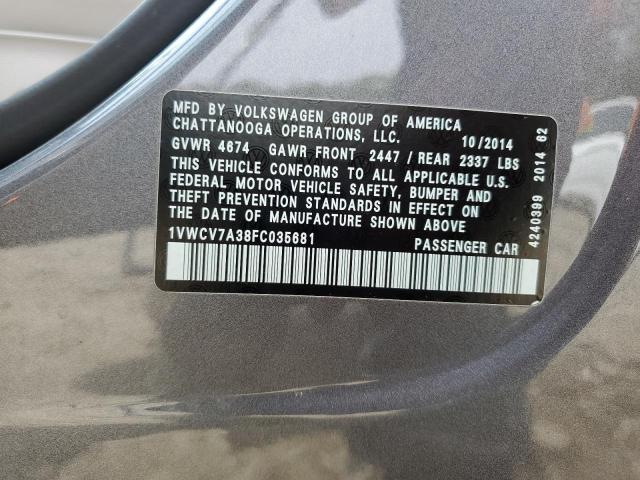 MFD BY VOLKSWAGEN GROUP OF AMERICA
CHATTANOOGA OPERATIONS, LLC. 10/2014
GVWR 4674 GAWR-FRONT 2447 / REAR 2337 LBS
THIS VEHICLE CONFORMS TO ALL APPLICABLE U.S.
FEDERAL MOTOR VEHICLE SAFETY, BUMPER AND
THEFT PREVENTION STANDARDS IN EFFECT ON
THE DATE OF MANUFACTURE SHOWN ABOVE
1VWCV7A38FC035681 PASSENGER CAR
4240399 2014 62